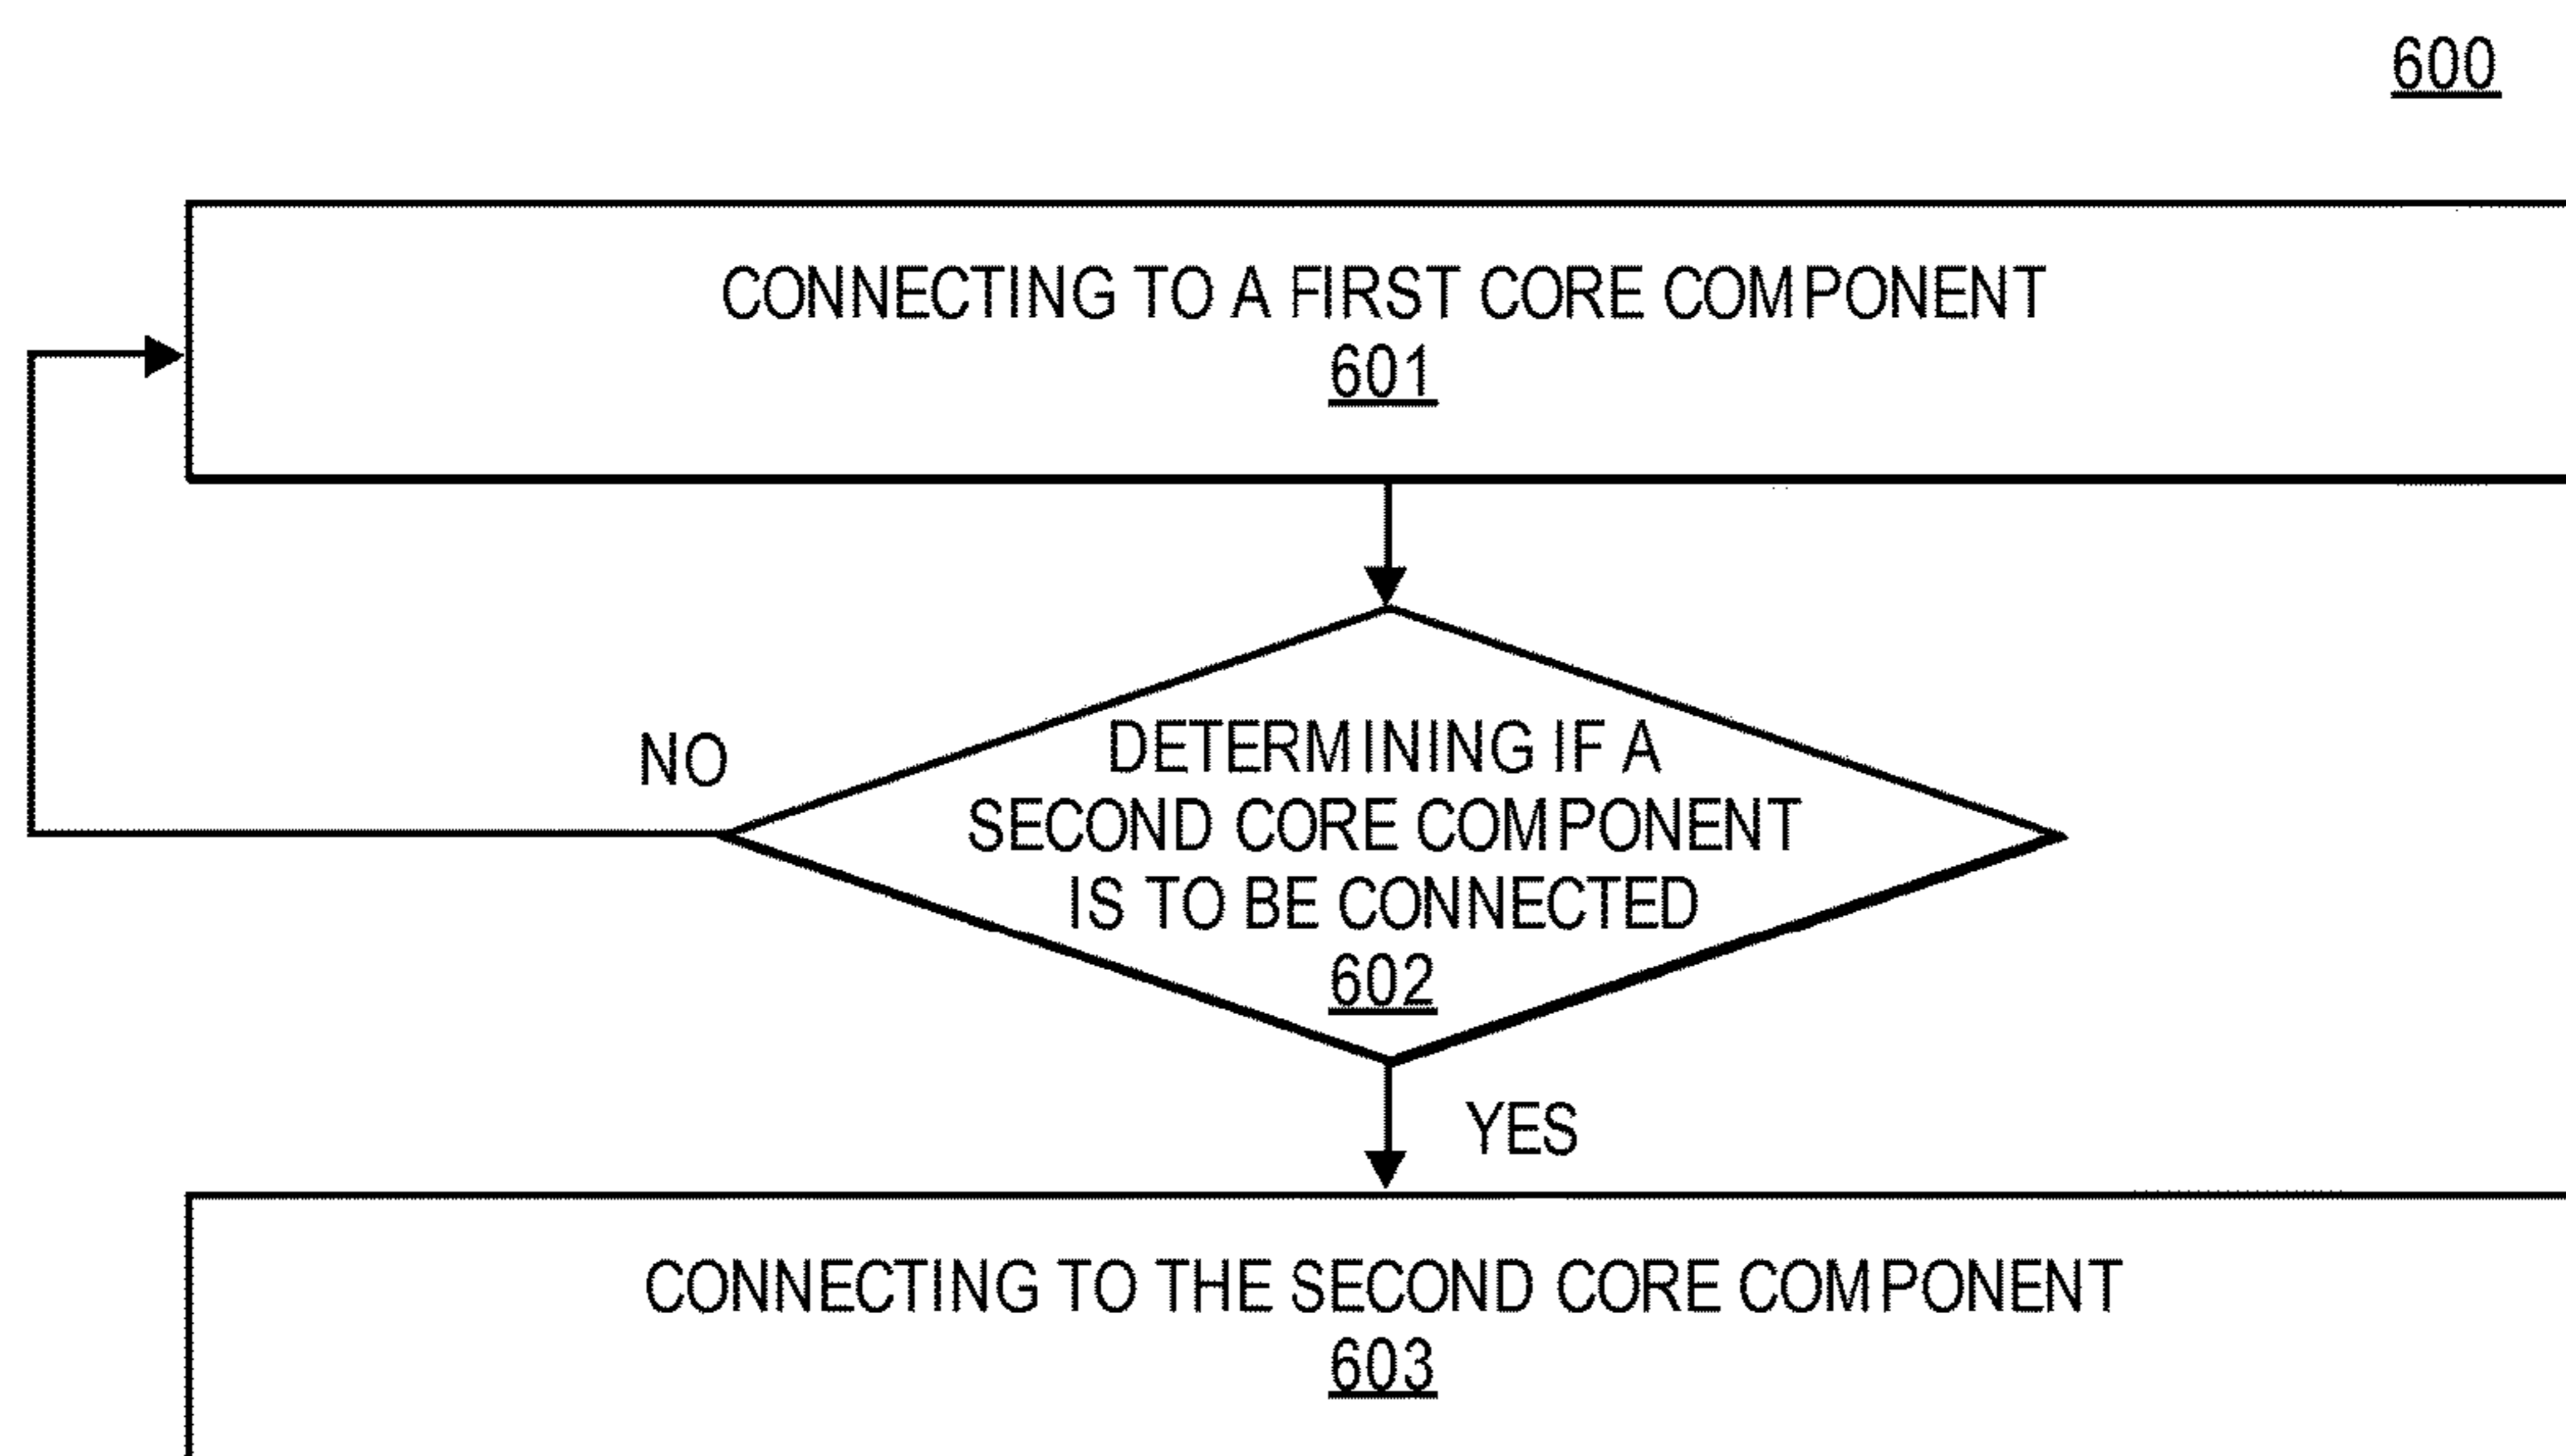 600
CONNECTING TO A FIRST CORE COMPONENT
601
NO
DETERMINING IF A
SECOND CORE COMPONENT
IS TO BE CONNECTED
602
YES
CONNECTING TO THE SECOND CORE COMPONENT
603